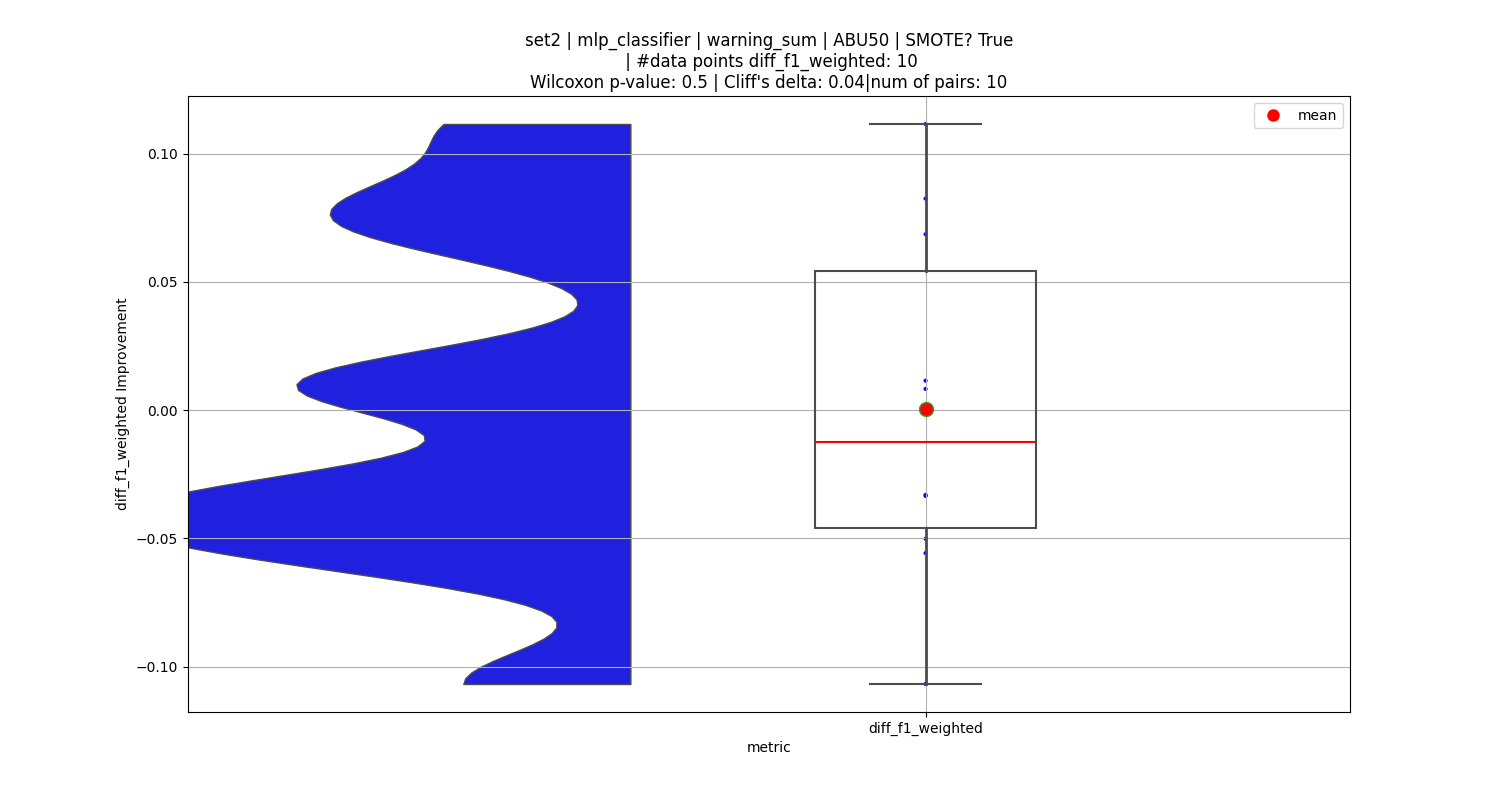 set2 | mlp_classifier | warning_sum | ABU50 | SMOTE? True
| #data points diff_f1_weighted: 10
Wilcoxon p-value: 0.5 | Cliff's delta: 0.04|num of pairs: 10
mean
0.10
0.05
0.00
−0.05
−0.10
diff_f1_weighted Improvement
diff_f1_weighted
metric